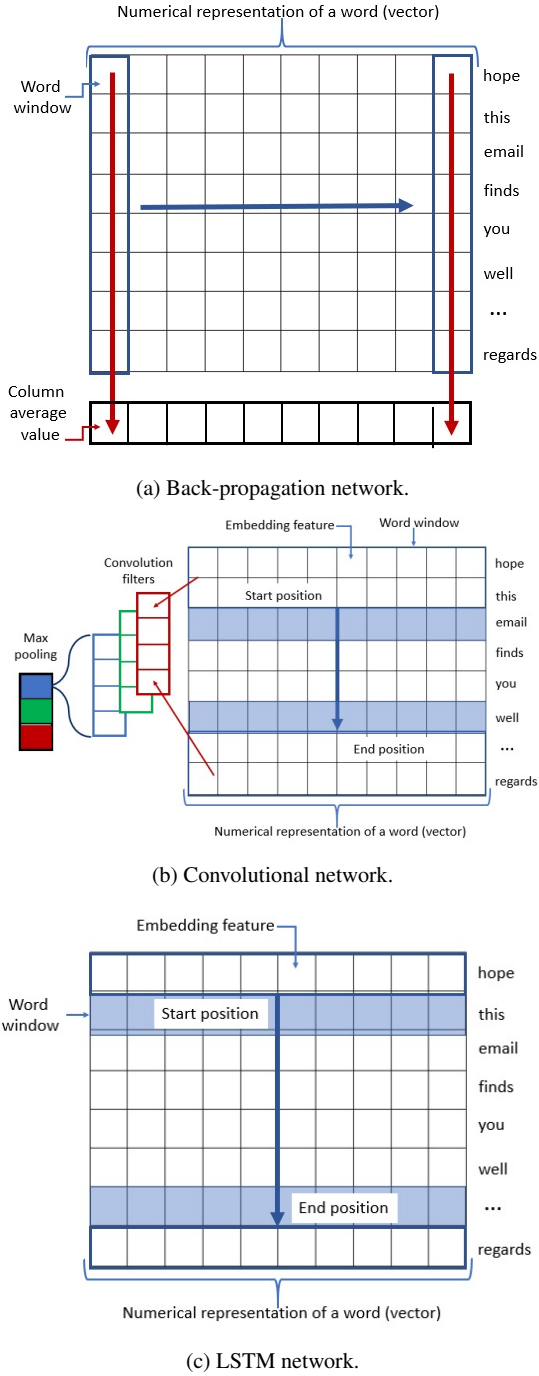 Numerical representation of a word (vector)
Word
window
hope
this
email
finds
you
well
...
regards
Column
average
value
(a) Back-propagation network.
Embedding feature
Word window
Convolution
filters
Max
pooling
Start position
End position
hope
this
email
finds
you
well
...
regards
Numerical representation of a word (vector)
(b) Convolutional network.
Embedding feature
Word
window
Start position
End position
hope
this
email
finds
you
well
...
regards
Numerical representation of a word (vector)
(c) LSTM network.